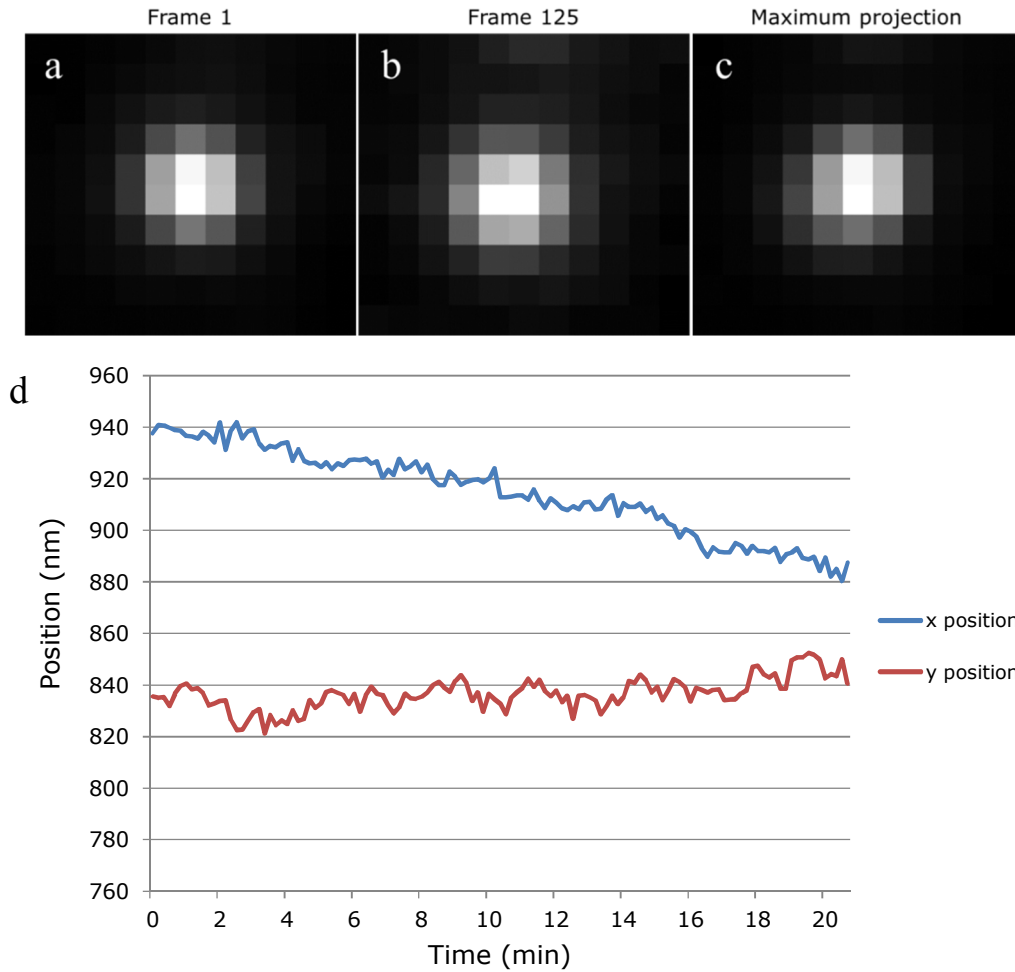 Frame 1
Frame 125
Maximum projection
a
b
c
d
960
940
920
900
880
860
840
820
800
780
760
Position (nm)
0 2 4 6 8 10 12 14 16 18 20
Time (min)
x position
y position